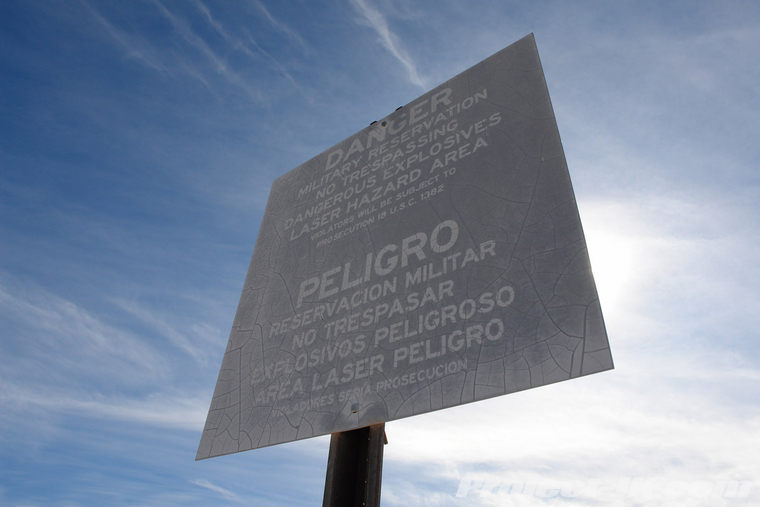 DANGER
MILITARY RESERVATION
NO TRESPASSING
DANGEROUS EXPLOSIVES
LASER HAZARD AREA
VIOLATORS WILL BE SUBJECT TO
PROSECUTION 18 U.S.C. 1382
PELIGRO
RESERVACION MILITAR
NO TRESPASAR
EXPLOSIVOS PELIGROSO
AREA LASER PELIGRO
PROSECUCION